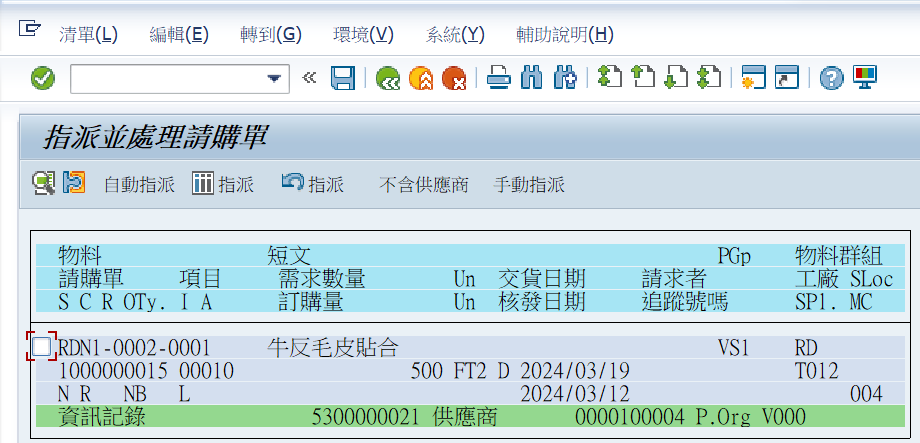 清單(L) 編輯(E) 轉到(G) 環境(V) 系統(Y) 輔助說明(H)
指派並處理請購單
自動指派 指派 指派 不含供應商 手動指派
物料 短文 PGp 物料群組
請購單 項目 需求數量 Un 交貨日期 請求者 工廠 SLoc
S C R OTy. I A 訂購量 Un 核發日期 追蹤號嗎 SPl. MC
RDN1-0002-0001 牛反毛皮貼合 VS1 RD
1000000015 00010 500 FT2 D 2024/03/19 T012
N R NB L 2024/03/12 004
資訊記錄 5300000021 供應商 0000100004 P.Org V000